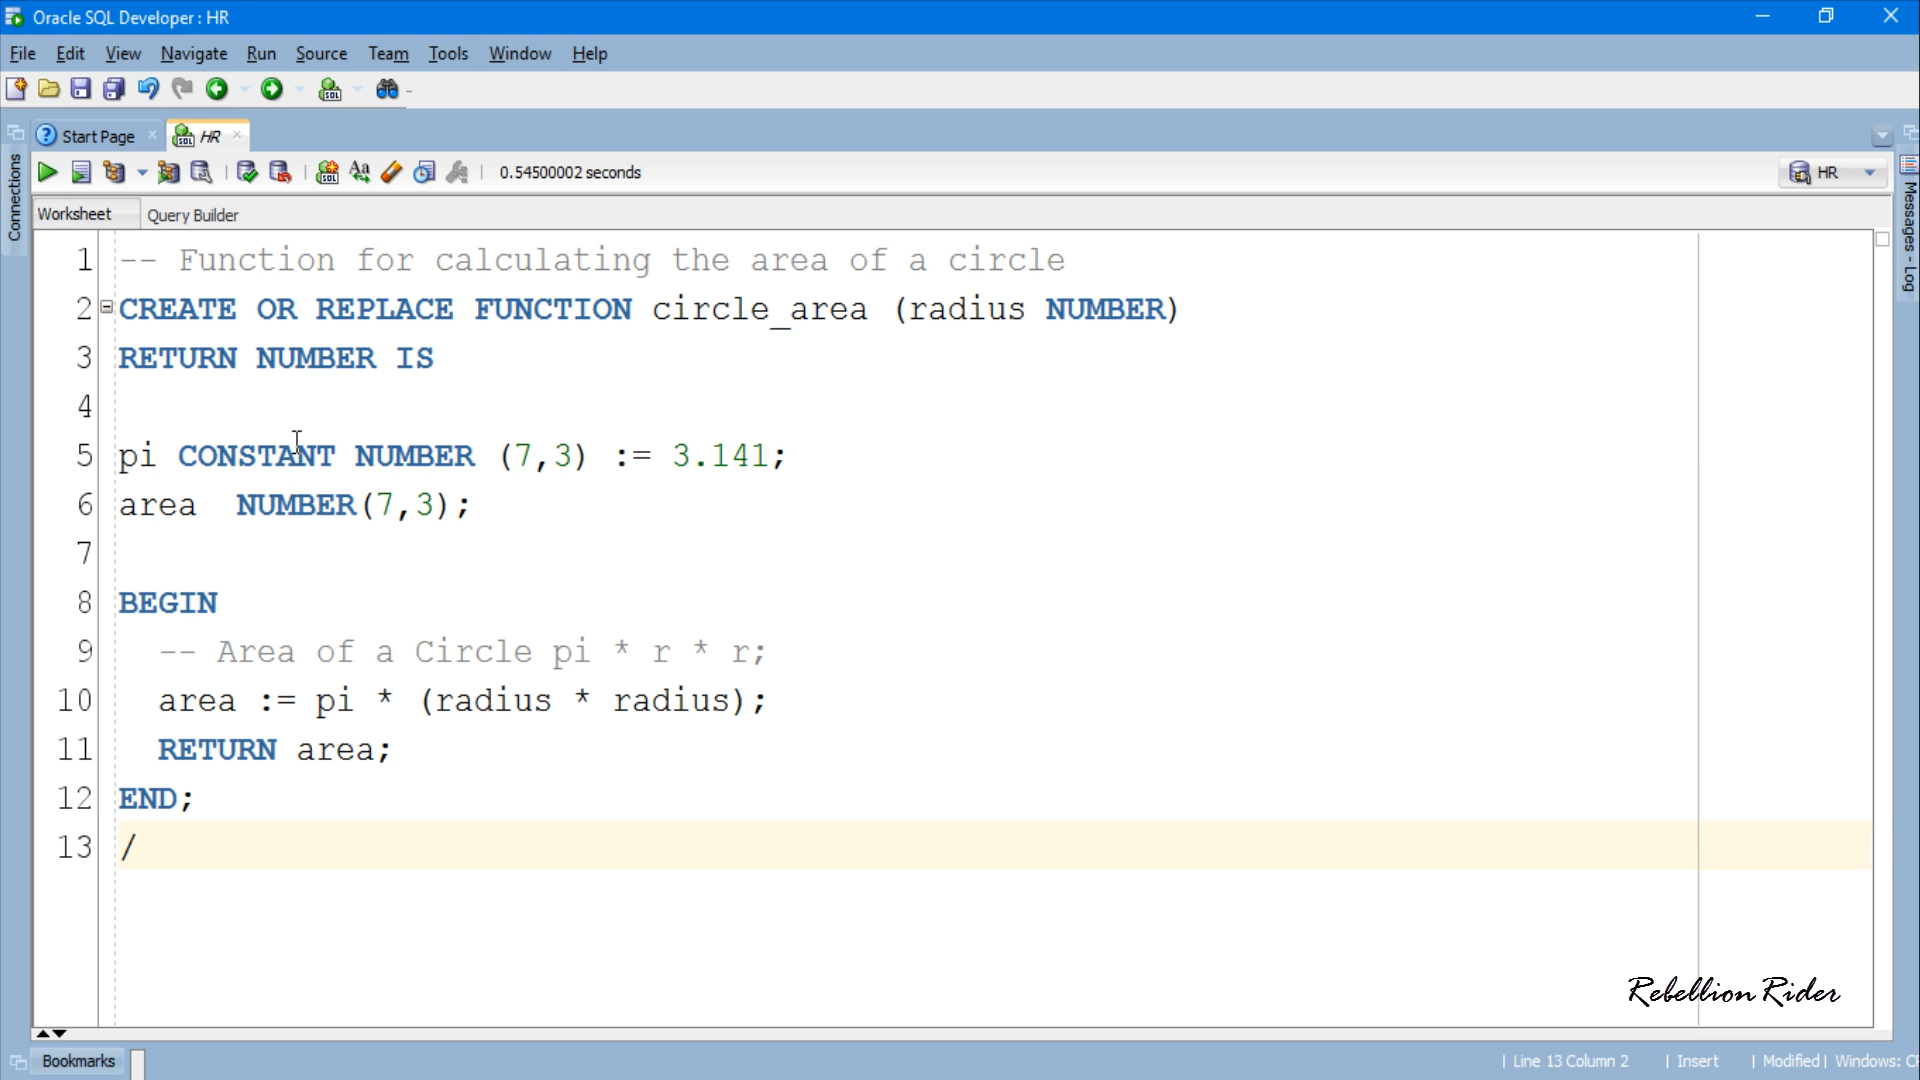 Oracle SQL Developer : HR
File Edit View Navigate Run Source Team Tools Window Help
Start Page HR
0.54500002 seconds
HR
Connections
Messages - Log
Worksheet Query Builder
1 -- Function for calculating the area of a circle
2 CREATE OR REPLACE FUNCTION circle_area (radius NUMBER)
3 RETURN NUMBER IS
4
5 pi CONSTANT NUMBER (7,3) := 3.141;
6 area  NUMBER(7,3);
7
8 BEGIN
9   -- Area of a Circle pi * r * r;
10   area := pi * (radius * radius);
11   RETURN area;
12 END;
13 /
Rebellion Rider
Bookmarks
| Line 13 Column 2 | Insert | Modified | Windows: